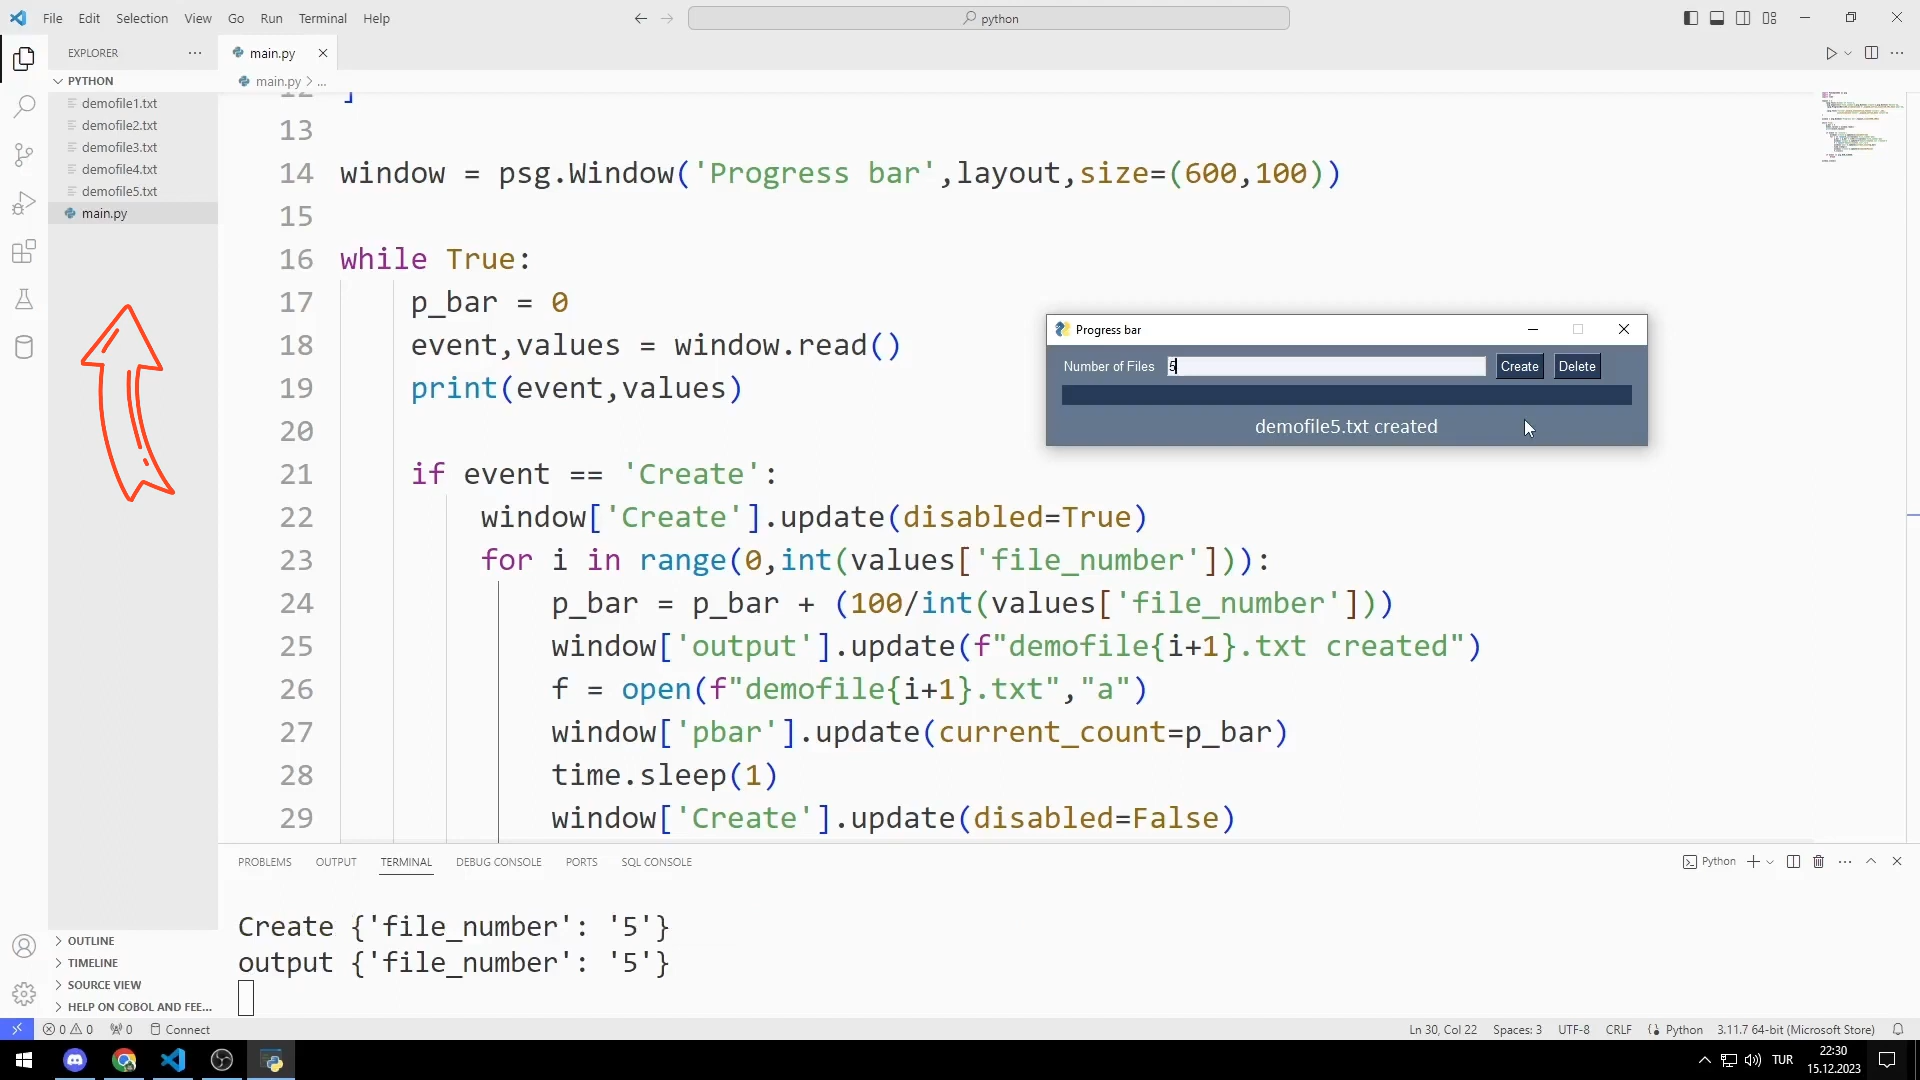 File Edit Selection View Go Run Terminal Help
python
EXPLORER
PYTHON
demofile1.txt
demofile2.txt
demofile3.txt
demofile4.txt
demofile5.txt
main.py
OUTLINE
TIMELINE
SOURCE VIEW
HELP ON COBOL AND FEE...
main.py
main.py > ...
12 ]
13
14 window = psg.Window('Progress bar',layout,size=(600,100))
15
16 while True:
17 p_bar = 0
18 event,values = window.read()
19 print(event,values)
20
21 if event == 'Create':
22 window['Create'].update(disabled=True)
23 for i in range(0,int(values['file_number'])):
24 p_bar = p_bar + (100/int(values['file_number']))
25 window['output'].update(f"demofile{i+1}.txt created")
26 f = open(f"demofile{i+1}.txt","a")
27 window['pbar'].update(current_count=p_bar)
28 time.sleep(1)
29 window['Create'].update(disabled=False)
Progress bar
Number of Files 5 Create Delete
demofile5.txt created
PROBLEMS OUTPUT TERMINAL DEBUG CONSOLE PORTS SQL CONSOLE
Python
Create {'file_number': '5'}
output {'file_number': '5'}
0 0 0 Connect
Ln 30, Col 22 Spaces: 3 UTF-8 CRLF Python 3.11.7 64-bit (Microsoft Store)
TUR
22:30
15.12.2023